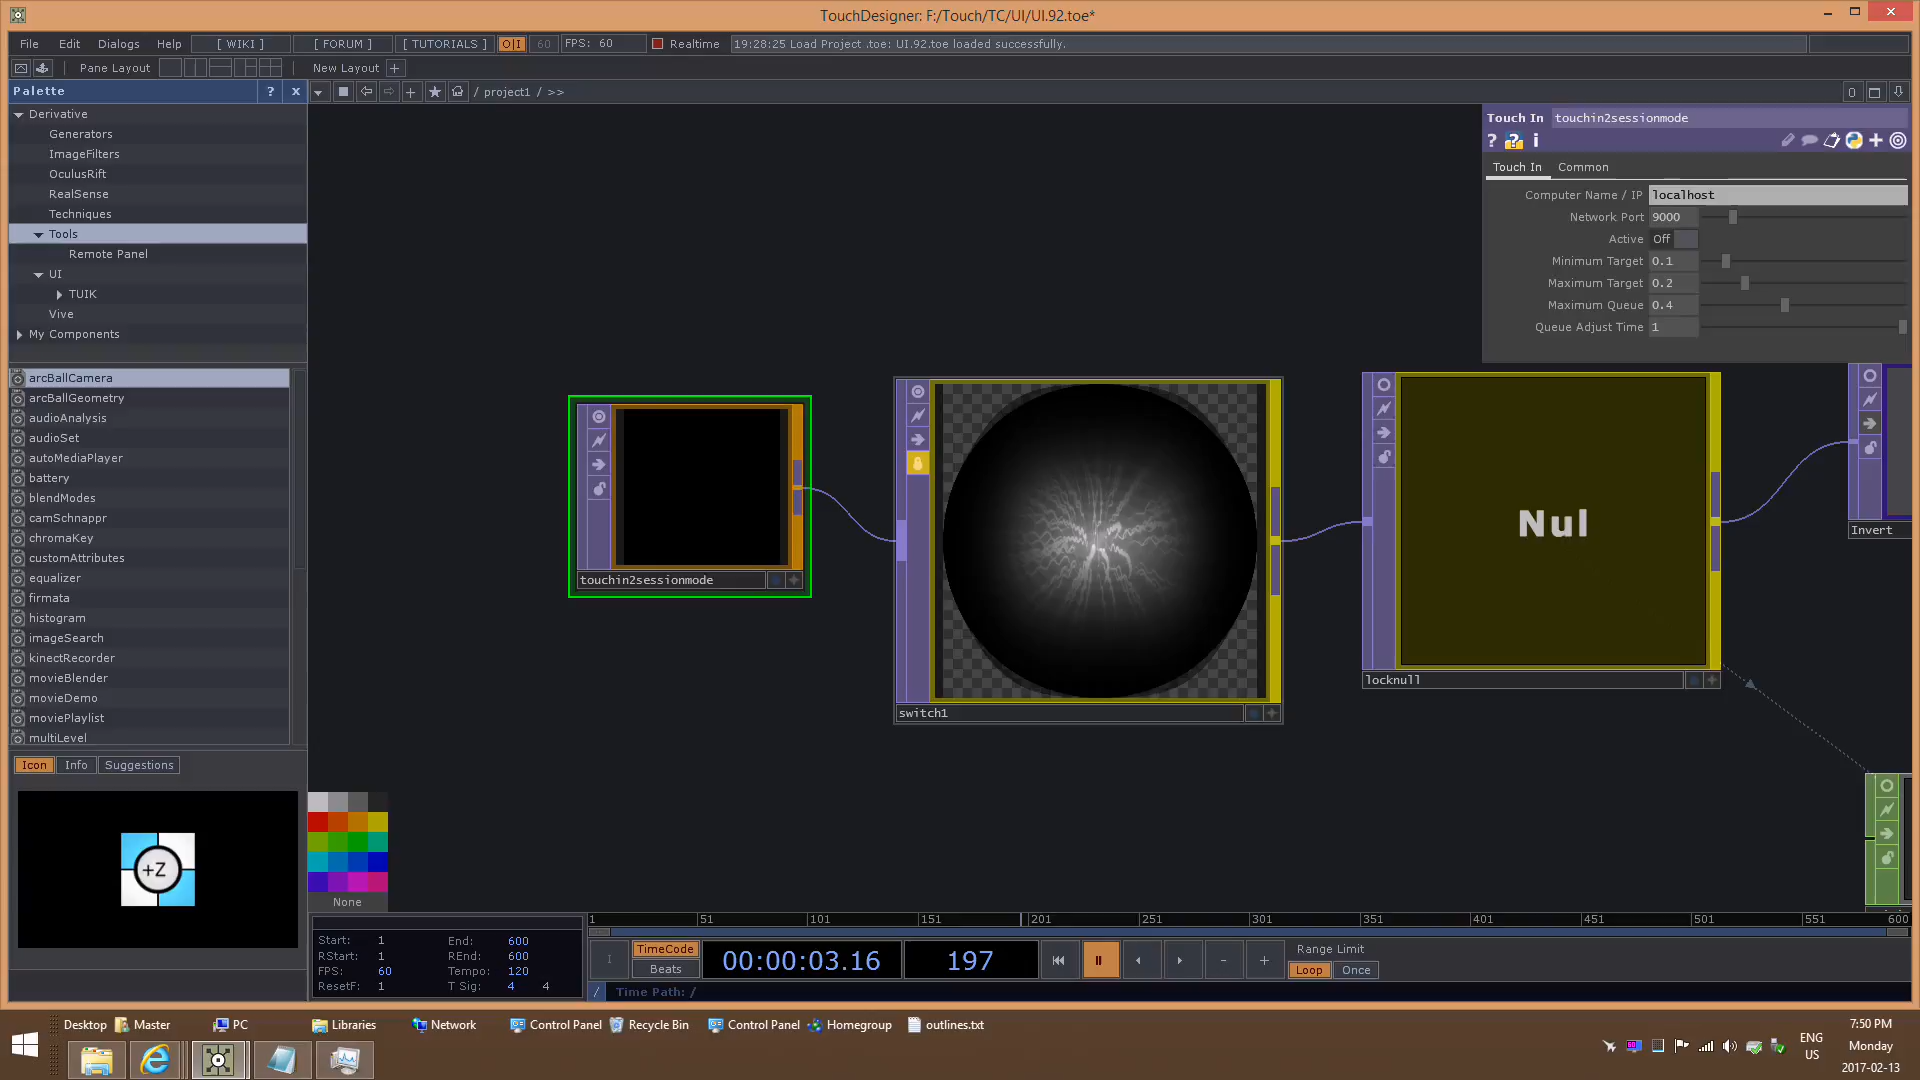 TouchDesigner: F:/Touch/TC/UI/UI.92.toe*
File Edit Dialogs Help [ WIKI ] [ FORUM ] [ TUTORIALS ] O|I 60 FPS: 60 Realtime 19:28:25 Load Project .toe: UI.92.toe loaded successfully.
Pane Layout New Layout +
Palette ? x / project1 / >> 0
Derivative
Generators
ImageFilters
OculusRift
RealSense
Techniques
Tools
Remote Panel
UI
TUIK
Vive
My Components
arcBallCamera
arcBallGeometry
audioAnalysis
audioSet
autoMediaPlayer
battery
blendModes
camSchnappr
chromaKey
customAttributes
equalizer
firmata
histogram
imageSearch
kinectRecorder
movieBlender
movieDemo
moviePlaylist
multiLevel
Icon Info Suggestions
+Z
None
Touch In touchin2sessionmode
? ? i
Touch In Common
Computer Name / IP localhost
Network Port 9000
Active Off
Minimum Target 0.1
Maximum Target 0.2
Maximum Queue 0.4
Queue Adjust Time 1
touchin2sessionmode
switch1
Nul
locknull
Invert
1 51 101 151 201 251 301 351 401 451 501 551 600
Start: 1 End: 600
RStart: 1 REnd: 600
FPS: 60 Tempo: 120
ResetF: 1 T Sig: 4 4
TimeCode
Beats
00:00:03.16 197
- +
Range Limit
Loop Once
/ Time Path: /
Desktop Master PC Libraries Network Control Panel Recycle Bin Control Panel Homegroup outlines.txt
ENG
US
7:50 PM
Monday
2017-02-13